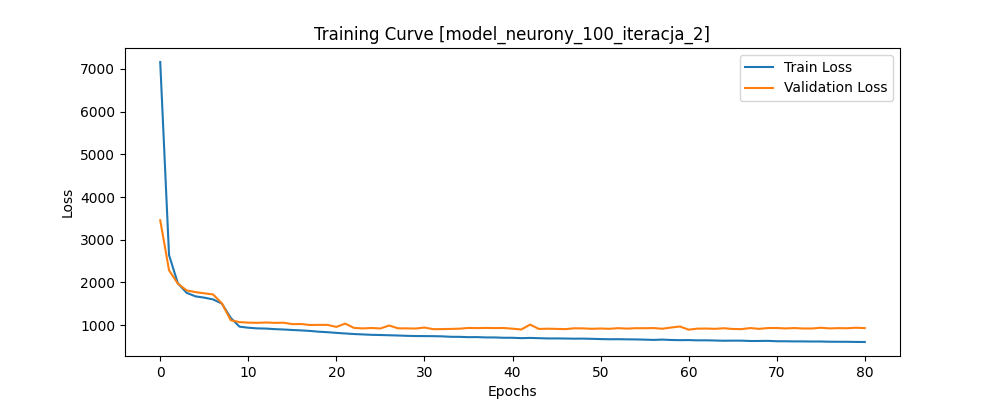 Training Curve [model_neurony_100_iteracja_2]
Train Loss
Validation Loss
7000
6000
5000
4000
3000
2000
1000
Loss
0 10 20 30 40 50 60 70 80
Epochs